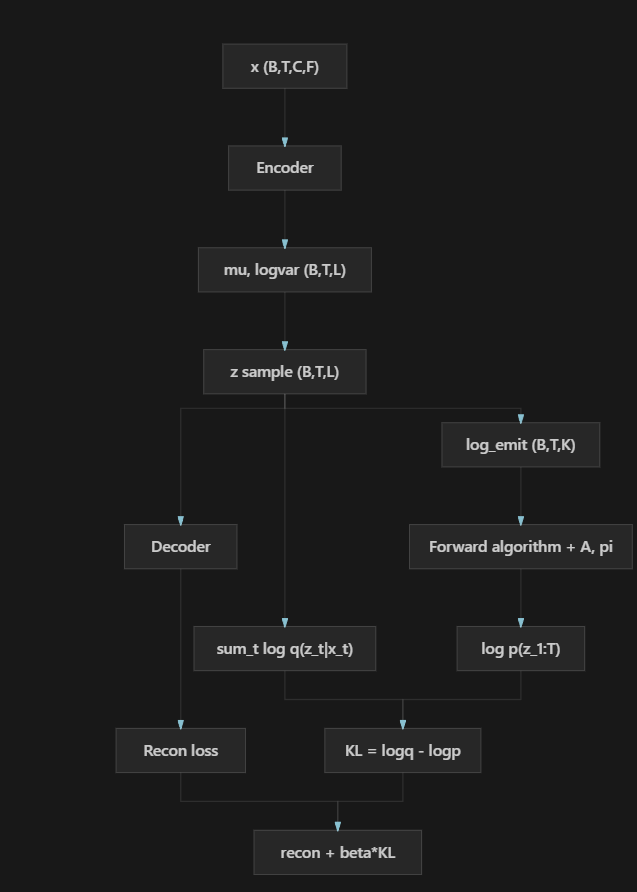 x (B,T,C,F)
Encoder
mu, logvar (B,T,L)
z sample (B,T,L)
log_emit (B,T,K)
Decoder
Forward algorithm + A, pi
sum_t log q(z_t|x_t)
log p(z_1:T)
Recon loss
KL = logq - logp
recon + beta*KL